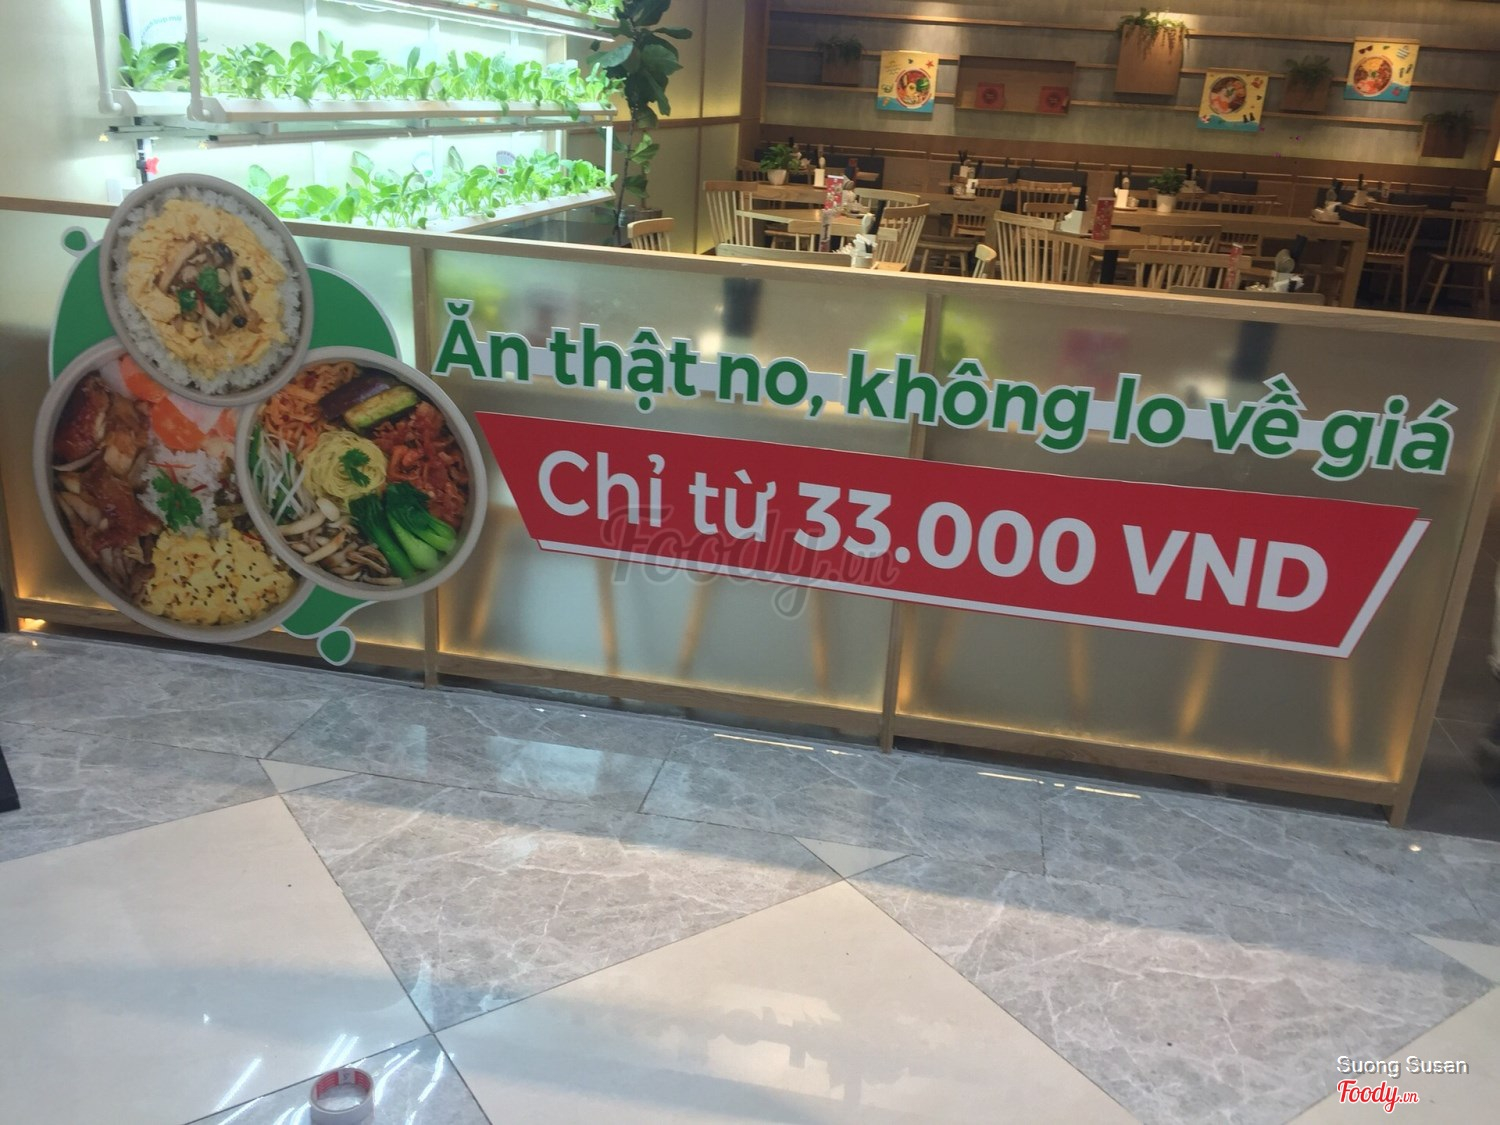 Ăn thật no, không lo về giá
Chỉ từ 33.000 VND
Foody.vn
Suong Susan
Foody.vn